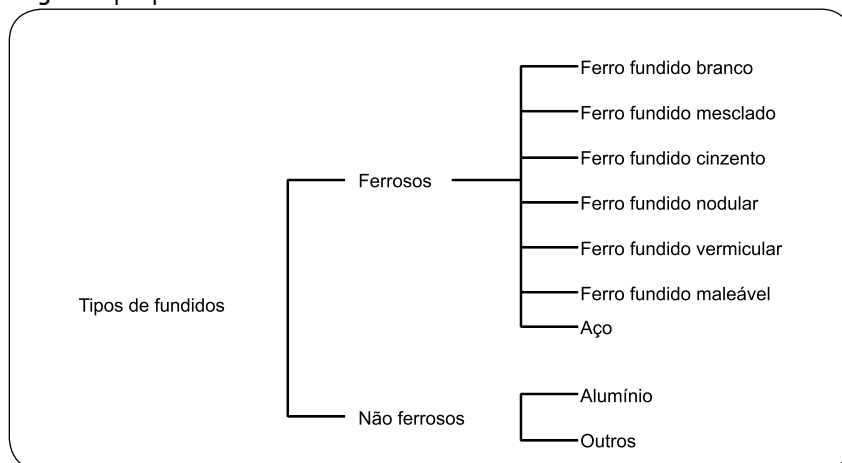 Ferro fundido branco
Ferro fundido mesclado
Ferro fundido cinzento
Ferrosos
Ferro fundido nodular
Ferro fundido vermicular
Ferro fundido maleável
Tipos de fundidos
Aço
Alumínio
Não ferrosos
Outros